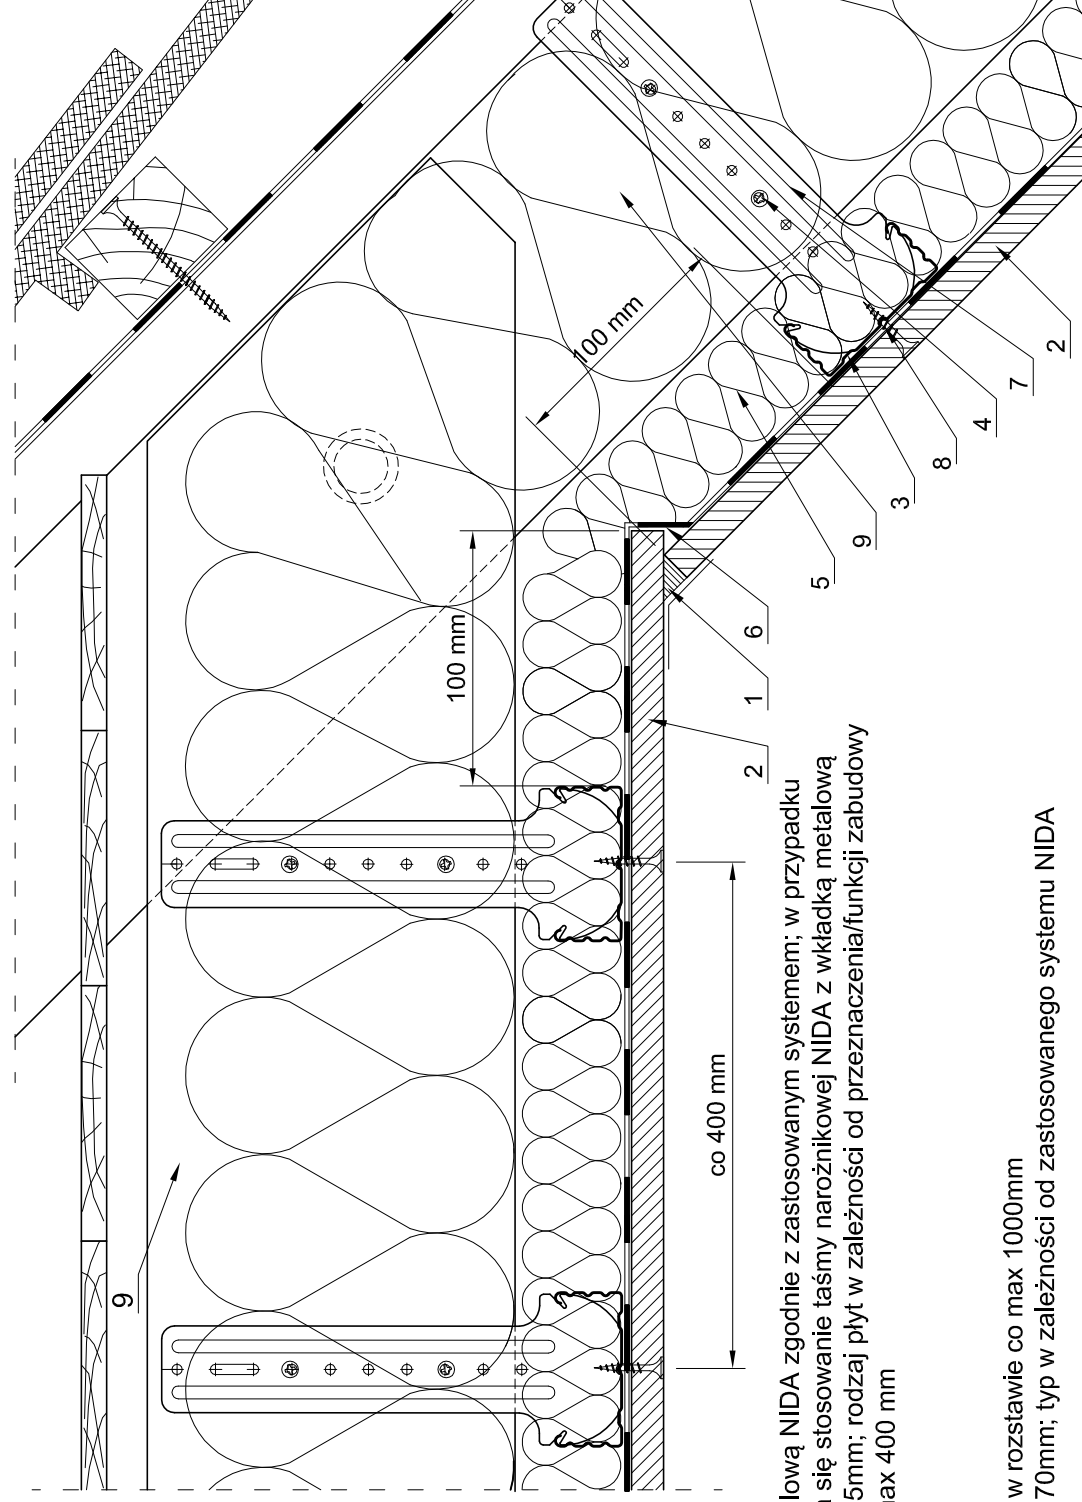 9
100 mm
100 mm
co 400 mm
2
1
6
5
9
3
8
4
7
2
lową NIDA zgodnie z zastosowanym systemem; w przypadku
się stosowanie taśmy narożnikowej NIDA z wkładką metalową
5mm; rodzaj płyt w zależności od przeznaczenia/funkcji zabudowy
ax 400 mm
w rozstawie co max 1000mm
70mm; typ w zależności od zastosowanego systemu NIDA